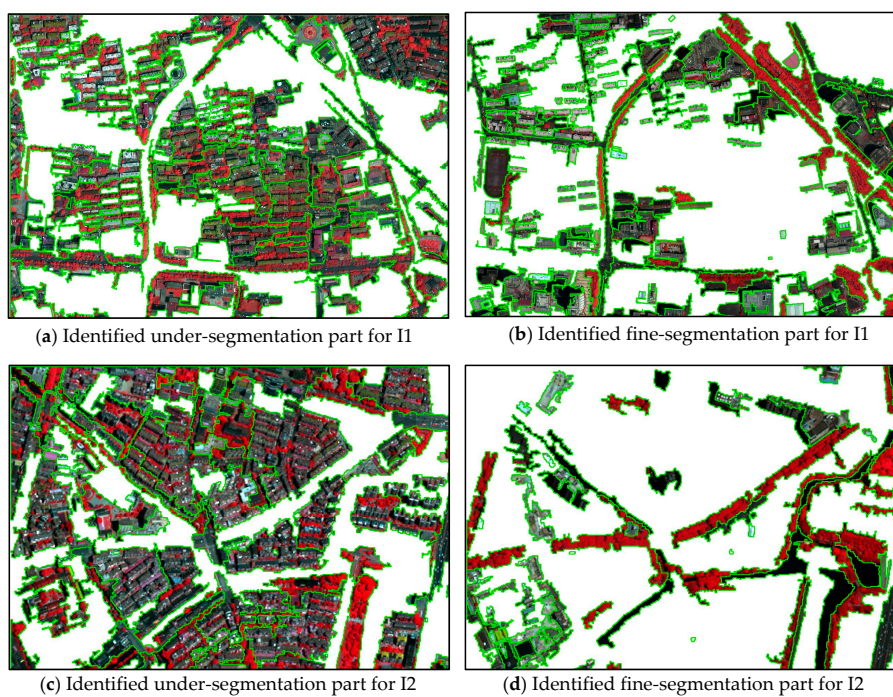 (a) Identified under-segmentation part for I1
(b) Identified fine-segmentation part for I1
(c) Identified under-segmentation part for I2
(d) Identified fine-segmentation part for I2